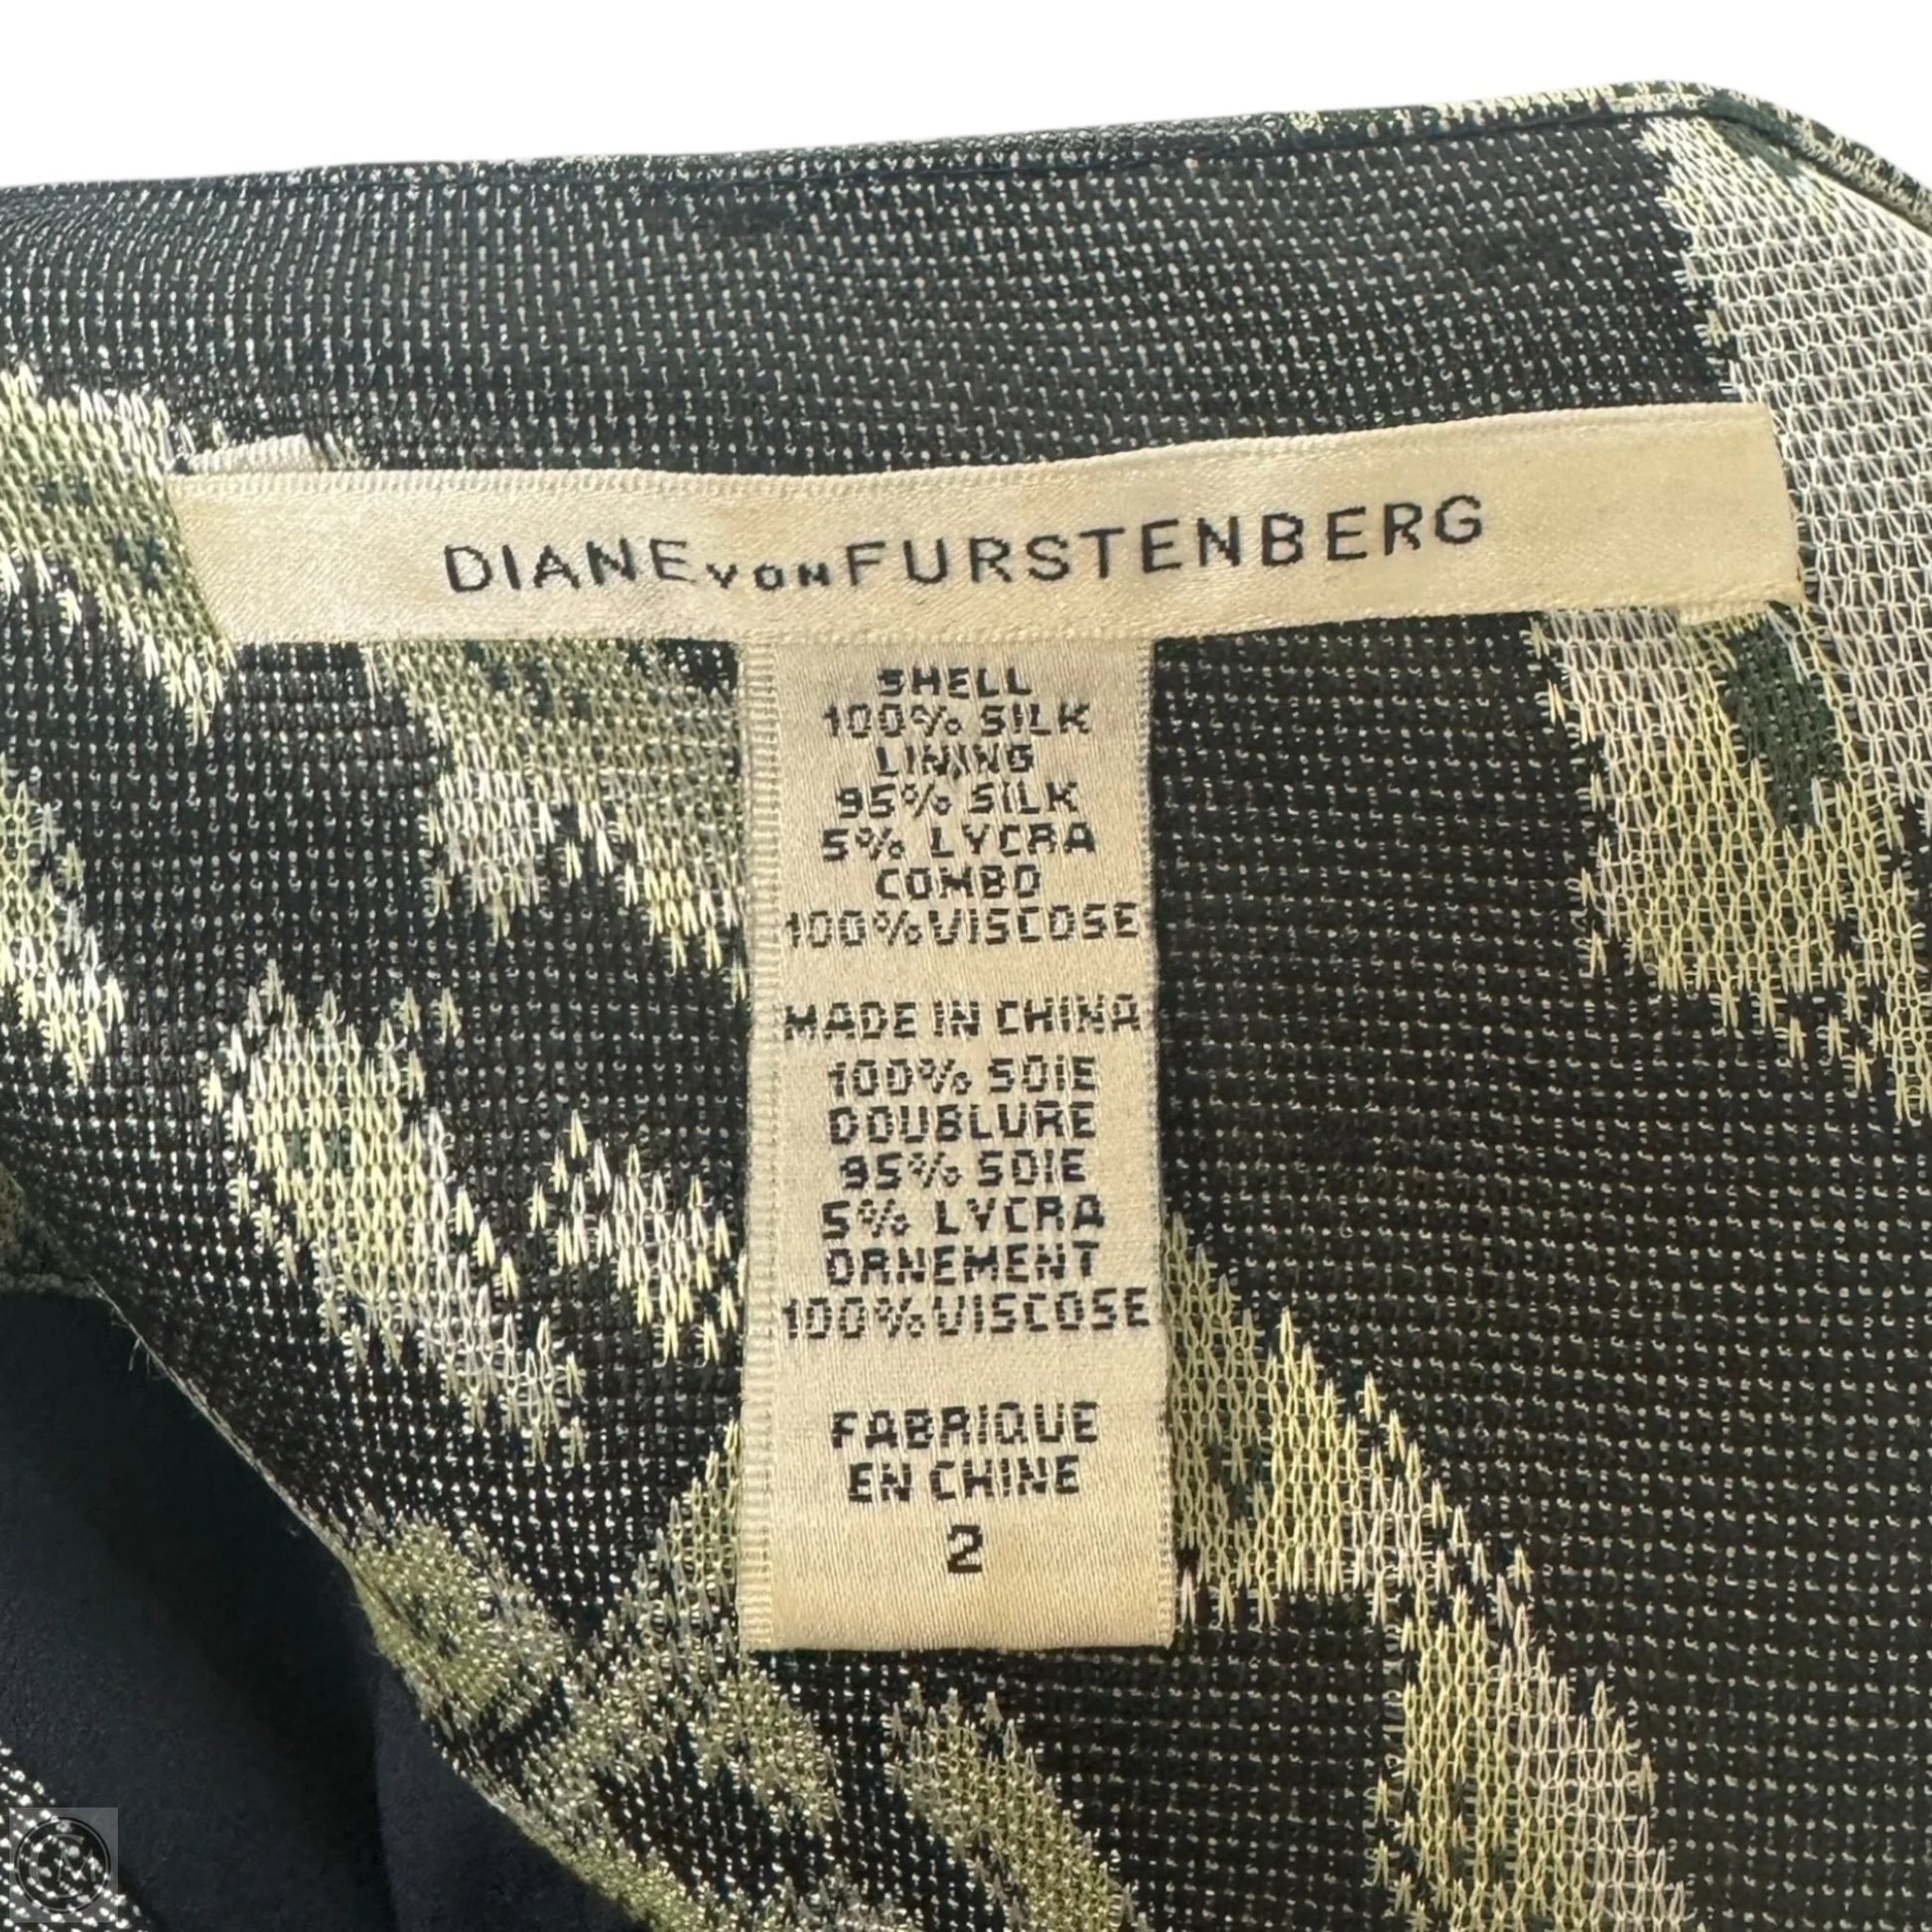 DIANE VON FURSTENBERG
SHELL
100% SILK
LINING
95% SILK
5% LYCRA
COMBO
100% VISCOSE
MADE IN CHINA
100% SOIE
DOUBLURE
95% SOIE
5% LYCRA
ORNEMENT
100% VISCOSE
FABRIQUE
EN CHINE
2